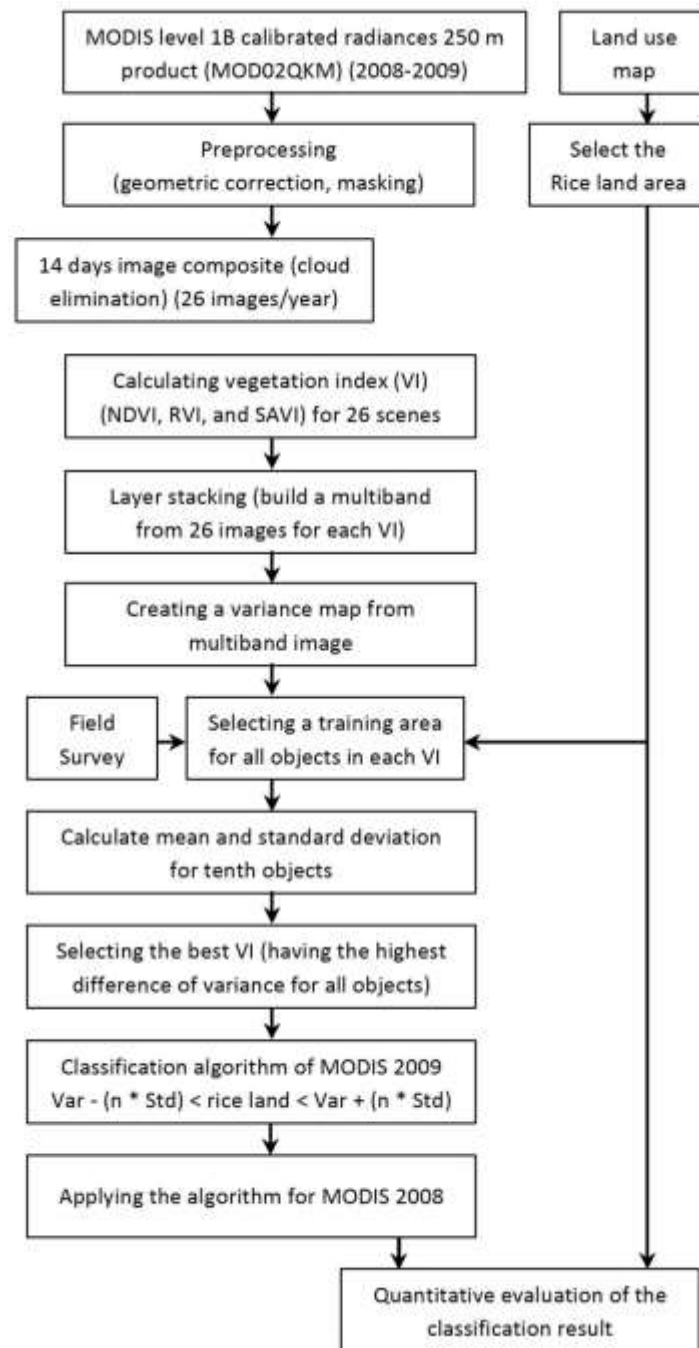 MODIS level 1B calibrated radiances 250 m
product (MOD02QKM) (2008-2009)
Land use
map
Preprocessing
(geometric correction, masking)
Select the
Rice land area
14 days image composite (cloud
elimination) (26 images/year)
Calculating vegetation index (VI)
(NDVI, RVI, and SAVI) for 26 scenes
Layer stacking (build a multiband
from 26 images for each VI)
Creating a variance map from
multiband image
Field
Survey
Selecting a training area
for all objects in each VI
Calculate mean and standard deviation
for tenth objects
Selecting the best VI (having the highest
difference of variance for all objects)
Classification algorithm of MODIS 2009
Var - (n * Std) < rice land < Var + (n * Std)
Applying the algorithm for MODIS 2008
Quantitative evaluation of the
classification result